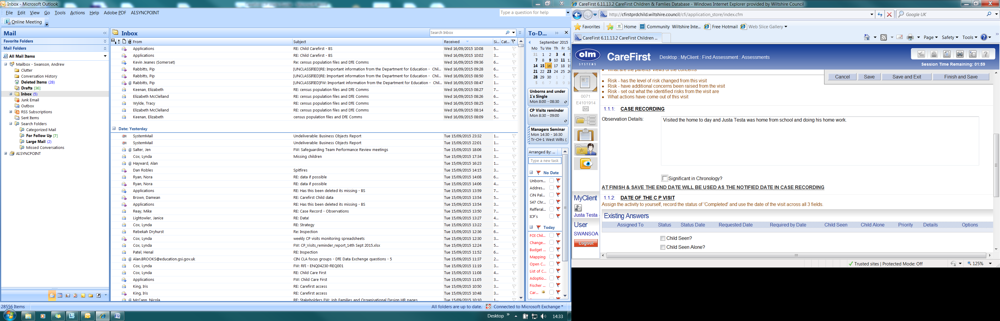 Inbox - Microsoft Outlook
File Edit View Go Tools Actions Help Adobe PDF AI.SYNCPOINT
Type a question for help
Online Meeting
Mail
Favorite Folders
Mail Folders
All Mail Items
Mailbox - Swanson, Andrew
Clutter
Conversation History
Deleted Items (28)
Drafts [36]
Inbox (5)
Junk Email
Outbox
RSS Subscriptions
Sent Items
Search Folders
Categorized Mail
For Follow Up [7]
Large Mail (2)
Missed Conversations
AI.SYNCPOINT
Inbox
Search Inbox
From Subject Received Si... Cat...
Applications RE: Child Carefirst - BS Wed 16/09/2015 10:08 5...
Applications RE: Child Carefirst - BS Wed 16/09/2015 10:02 3...
Kevin Jeanes (Somerset) Re: census population files and DfE Comms Wed 16/09/2015 09:36 6...
Rabbitts, Pip [UNCLASSIFIED]RE: Important information from the Department for Education - Chil... Wed 16/09/2015 09:28 6...
Rabbitts, Pip [UNCLASSIFIED]RE: Important information from the Department for Education - Chil... Wed 16/09/2015 08:50 5...
Rabbitts, Pip [UNCLASSIFIED]FW: Important information from the Department for Education - Chil... Wed 16/09/2015 08:47 1...
Keenan, Elizabeth RE: census population files and DfE Comms Wed 16/09/2015 08:27 7...
Elizabeth McClelland RE: census population files and DfE Comms Wed 16/09/2015 08:26 6...
Wylde, Tracy RE: census population files and DfE Comms Wed 16/09/2015 08:25 5...
Elizabeth McClelland RE: census population files and DfE Comms Wed 16/09/2015 08:14 6...
Keenan, Elizabeth census population files and DfE Comms Wed 16/09/2015 08:09 5...
Date: Yesterday
SystemMail Undeliverable: Business Objects Report Tue 15/09/2015 23:32 1...
SystemMail Undeliverable: Business Objects Report Tue 15/09/2015 22:01 1...
Salter, Jen FW: Safeguarding Team Performance Review meetings Tue 15/09/2015 18:06 1...
Cox, Lynda Missing children Tue 15/09/2015 17:34 3...
Hayward, Alan Tue 15/09/2015 16:23 1...
Dan Robles Spitfires Tue 15/09/2015 14:15 3...
Ryan, Nora RE: data if possible Tue 15/09/2015 14:08 6...
Ryan, Nora RE: data if possible Tue 15/09/2015 14:06 4...
Applications RE: Has this been deleted its missing - BS Tue 15/09/2015 13:59 7...
Brown, Damean RE: Carefirst Child data Tue 15/09/2015 13:54 5...
Applications RE: Has this been deleted its missing - BS Tue 15/09/2015 13:54 3...
Reay, Mike RE: Case Record - Observations Tue 15/09/2015 13:50 7...
Lightowler, Janice RE: Data! Tue 15/09/2015 13:27 4...
Cox, Lynda RE: Strategy Tue 15/09/2015 13:22 3...
Rebekah Dryhurst Re: Inspection Tue 15/09/2015 12:36 6...
Cox, Lynda weekly CP visits monitoring spreadsheets Tue 15/09/2015 12:30 3...
Cox, Lynda FW: CP_Visits_reminder_report_14th Sept 2015.xlsx Tue 15/09/2015 12:24 5...
Patel, Henal RE: Inspection Tue 15/09/2015 11:52 6...
Alan.BROOKS@education.gsi.gov.uk CIN CLA focus groups - DfE Data Exchange questions - 5 Tue 15/09/2015 11:37 2...
Cox, Lynda FW: RFI - ENQ04230-REQ001 Tue 15/09/2015 11:19 3...
Cox, Lynda RE: Child Care First Tue 15/09/2015 11:08 4...
Applications FW: Child Care First Tue 15/09/2015 11:05 3...
King, Iris RE: Carefirst access Tue 15/09/2015 10:50 3...
King, Iris RE: Carefirst access Tue 15/09/2015 10:48 3...
McCann, Nicola RE: Stakeholders FW: Job Families and Organisational Design HR pages Tue 15/09/2015 10:10 1...
28556 Items
All folders are up to date. Connected to Microsoft Exchange
Desktop 14:33
To-D...
September 2015
Mo Tu We Th Fr Sa
31 1 2 3 4 5
7 8 9 10 11 12
14 15 16 17 18 19
21 22 23 24 25 26
28 29 30 1 2 3
5 6 7 8 9 10
Unborns and under
1's Single
Mon 8:00 - 08:30
CP Visits reminder
Mon 8:30 - 09:00
Managers Seminar
Mon 14:30 - 16:30
Tr-CH-1 West Wilts (
Arranged By: ...
Type a new task
No Date
Unborn...
Addres...
CiN Pal...
S47 Chr...
Refferal...
ICP's
Today
FOI Chil...
Change...
Budget ...
Mapping
Open C...
List of C...
Adoptio...
Fischer ...
Car...
CareFirst 6.11.13.2 CareFirst Children & Famlies Database - Windows Internet Explorer provided by Wiltshire Council
http://cfirstprdchild.wiltshire.council/cfi/application_store/index.cfm
Google UK
Favorites Home Community Wiltshire Inte... Free Hotmail Web Slice Gallery
CareFirst 6.11.13.2 CareFirst Children ...
Page Safety Tools
olm
SYSTEMS
CareFirst
Desktop : MyClient : Find Assessment : Assessments
Session Time Remaining: 01:59
0071
E4101914
MyClient
Justa Testa
User
SWANSOA
Logout
What are the parents' views of the concerns
Cancel Save Save and Exit Finish and Save
Risk - has the level of risk changed from this visit
Risk - have additional concerns been raised from the visit
Risk - set out what the identified risks from the visit are
What actions have come out of this visit
1.1.1: CASE RECORDING
Observation Details: Visited the home to day and Justa Testa was home from school and doing his home work.
Significant in Chronology?
AT FINISH & SAVE THE END DATE WILL BE USED AS THE NOTIFIED DATE IN CASE RECORDING
1.1.2: DATE OF THE C P VISIT
Assign the activity to yourself, record the status of 'Completed' and use the date of the visit across all 3 fields.
Existing Answers
Assigned To Status Status Date Requested Date Required by Date Child Seen Child Alone Priority Details Options
Child Seen?
Child Seen Alone?
Trusted sites | Protected Mode: Off
125%